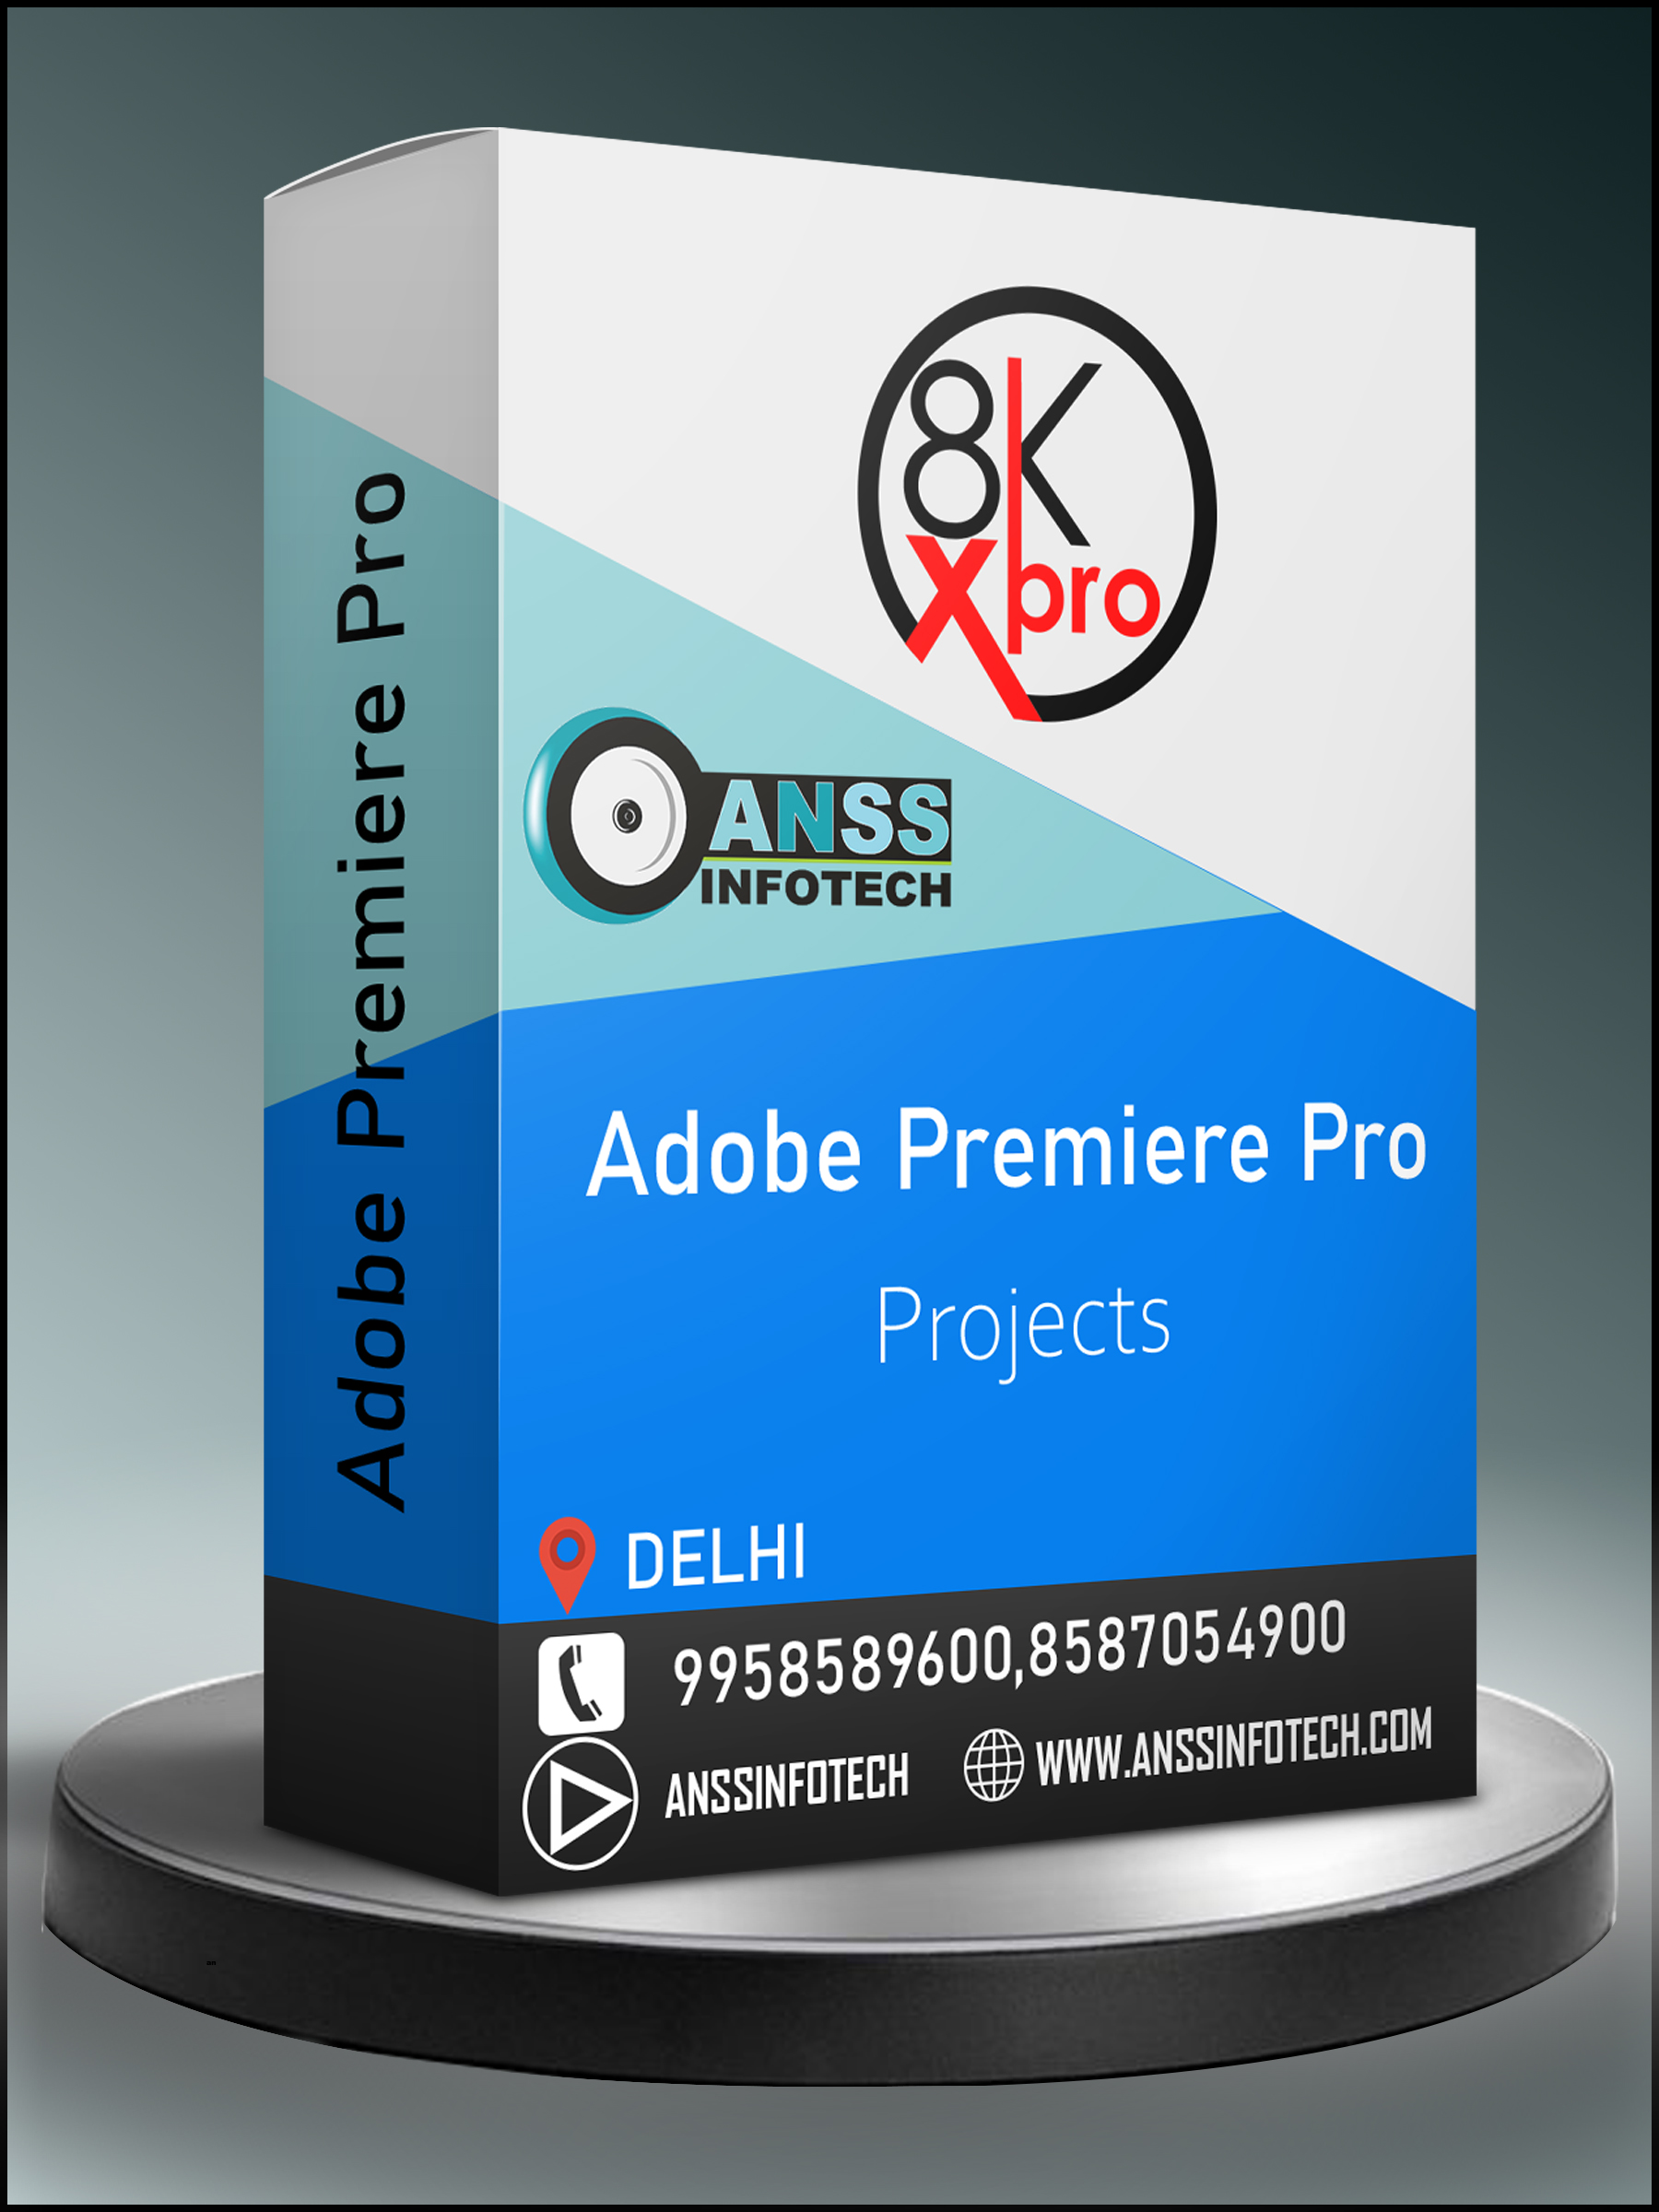 8K
Xpro
ANSS
INFOTECH
Adobe Premiere Pro
Adobe Premiere Pro
Projects
DELHI
9958589600,8587054900
ANSSINFOTECH
WWW.ANSSINFOTECH.COM